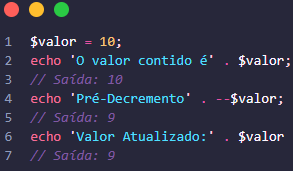 1 $valor = 10;
2 echo 'O valor contido é' . $valor;
3 // Saída: 10
4 echo 'Pré-Decremento' . --$valor;
5 // Saída: 9
6 echo 'Valor Atualizado:' . $valor
7 // Saída: 9